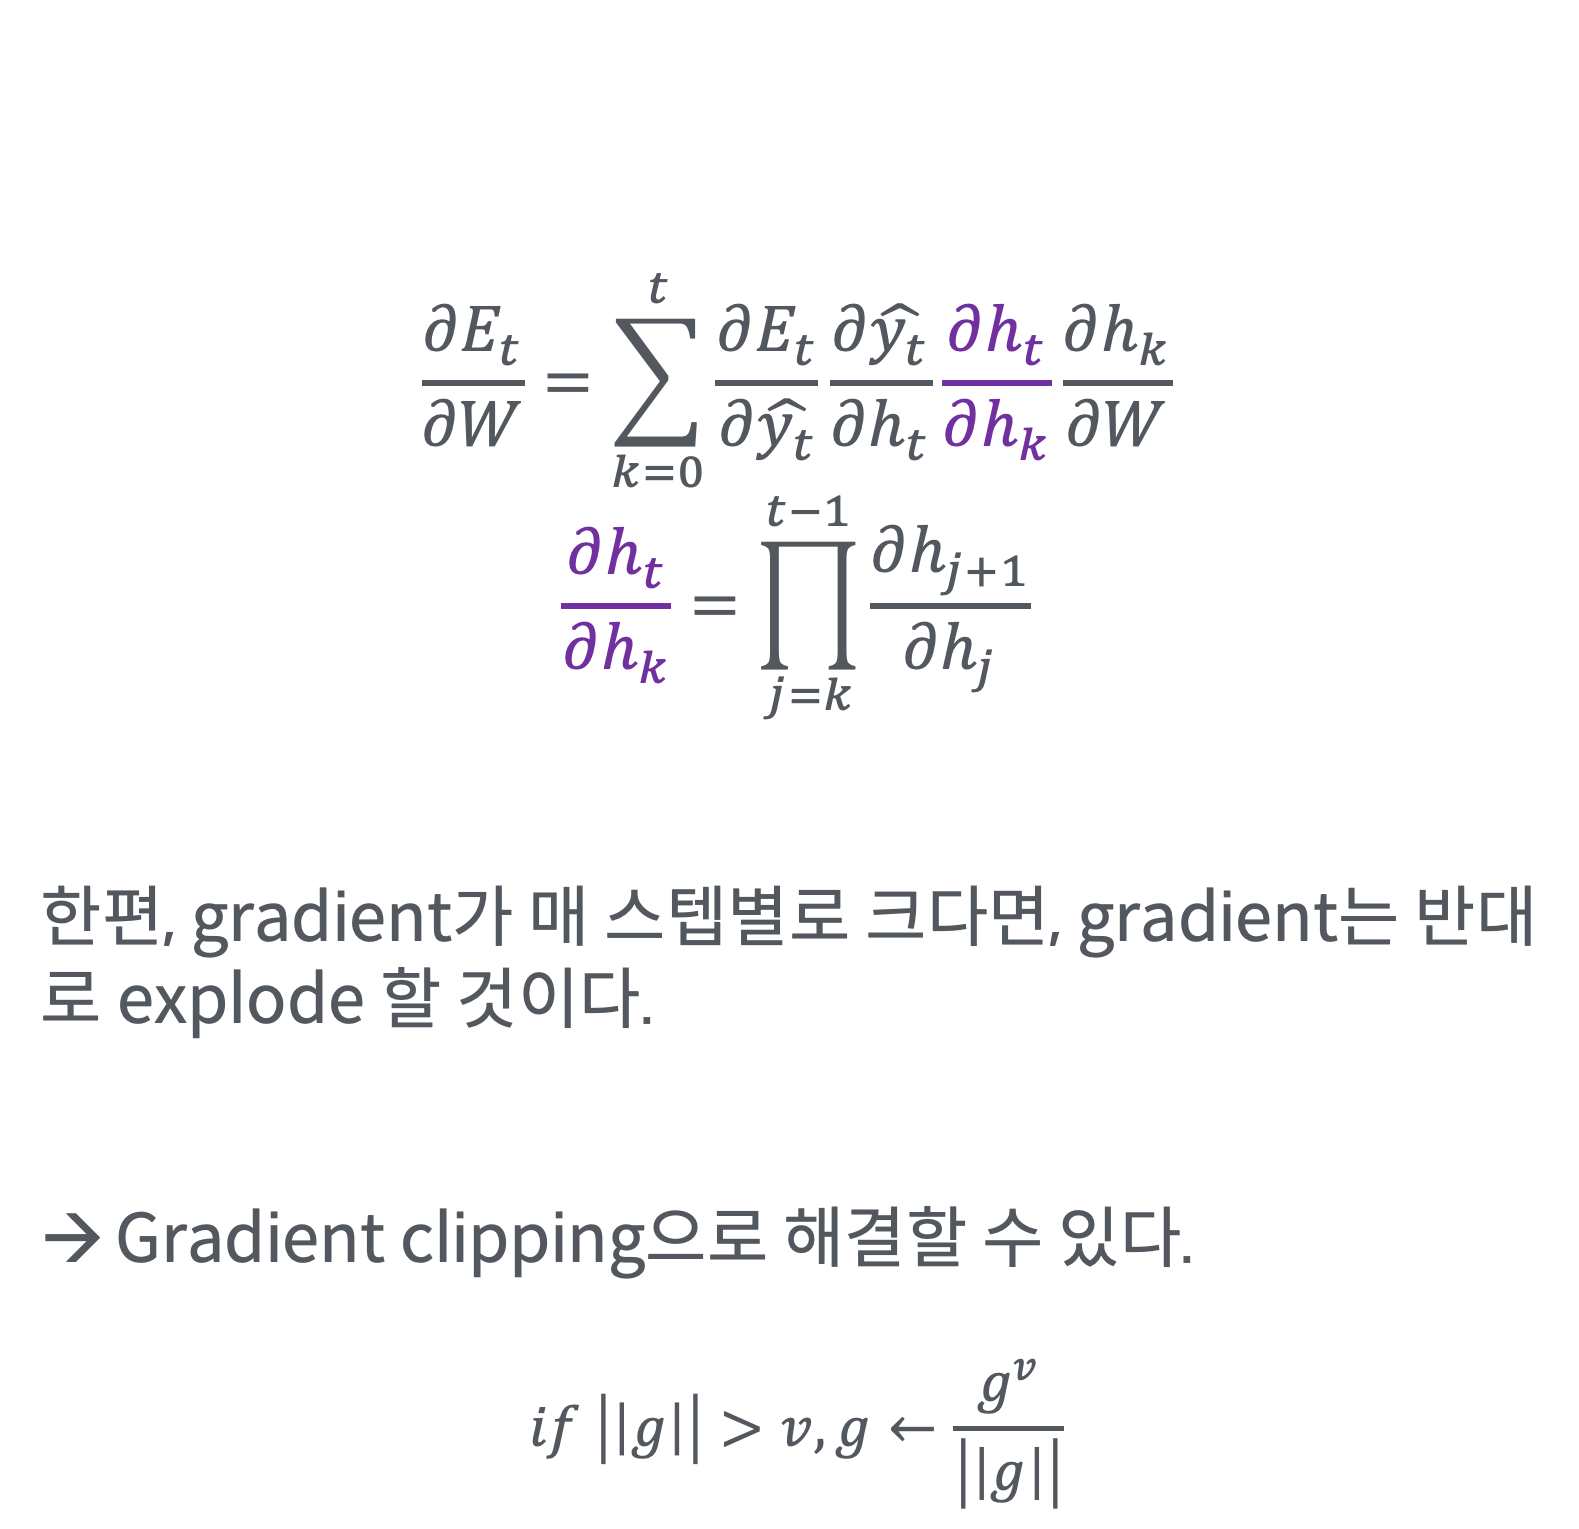 ∂E_t/∂W = ∑_{k=0}^{t} ∂E_t/∂ŷ_t ∂ŷ_t/∂h_t ∂h_t/∂h_k ∂h_k/∂W
∂h_t/∂h_k = ∏_{j=k}^{t−1} ∂h_{j+1}/∂h_j
한편, gradient가 매 스텝별로 크다면, gradient는 반대
로 explode 할 것이다.
→ Gradient clipping으로 해결할 수 있다.
if ||g|| > v, g ← g^v/||g||